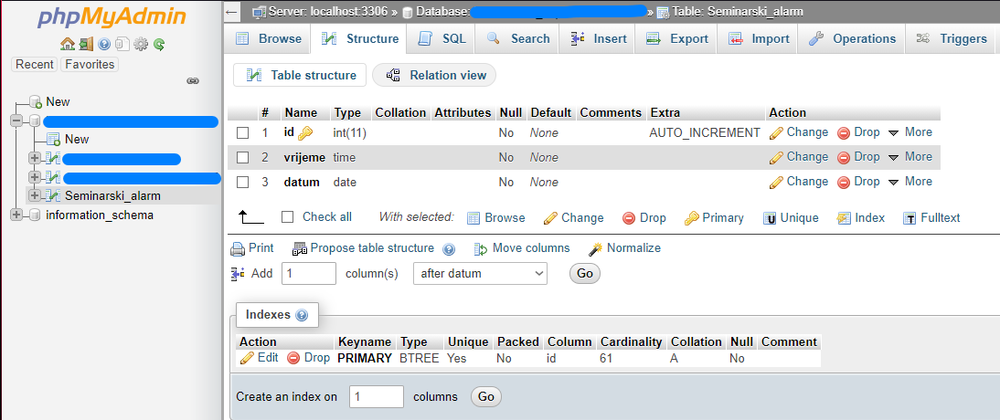 phpMyAdmin
Recent Favorites
New
New
Seminarski_alarm
information_schema
Server: localhost:3306 » Database: » Table: Seminarski_alarm
Browse Structure SQL Search Insert Export Import Operations Triggers
Table structure Relation view
# Name Type Collation Attributes Null Default Comments Extra Action
1 id int(11) No None AUTO_INCREMENT Change Drop More
2 vrijeme time No None Change Drop More
3 datum date No None Change Drop More
Check all With selected: Browse Change Drop Primary Unique Index Fulltext
Print Propose table structure Move columns Normalize
Add 1 column(s) after datum Go
Indexes
Action Keyname Type Unique Packed Column Cardinality Collation Null Comment
Edit Drop PRIMARY BTREE Yes No id 61 A No
Create an index on 1 columns Go